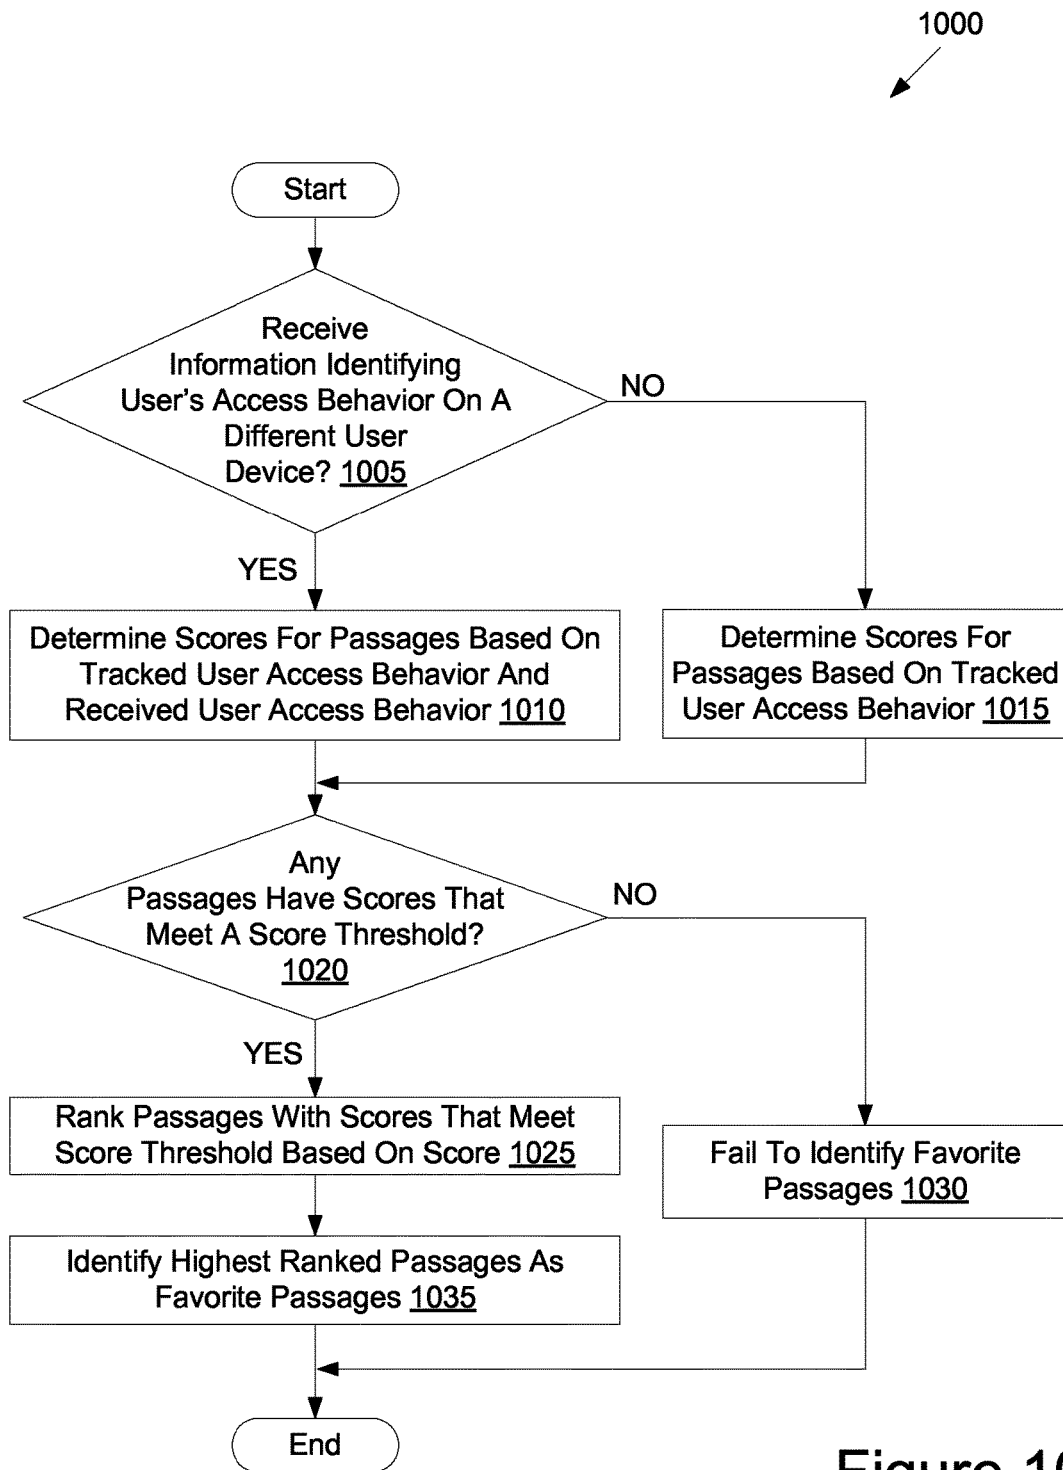 1000
Start
Receive
Information Identifying
User's Access Behavior On A
Different User
Device? 1005
NO
YES
Determine Scores For Passages Based On
Tracked User Access Behavior And
Received User Access Behavior 1010
Determine Scores For
Passages Based On Tracked
User Access Behavior 1015
Any
Passages Have Scores That
Meet A Score Threshold?
1020
NO
YES
Rank Passages With Scores That Meet
Score Threshold Based On Score 1025
Fail To Identify Favorite
Passages 1030
Identify Highest Ranked Passages As
Favorite Passages 1035
End
Figure